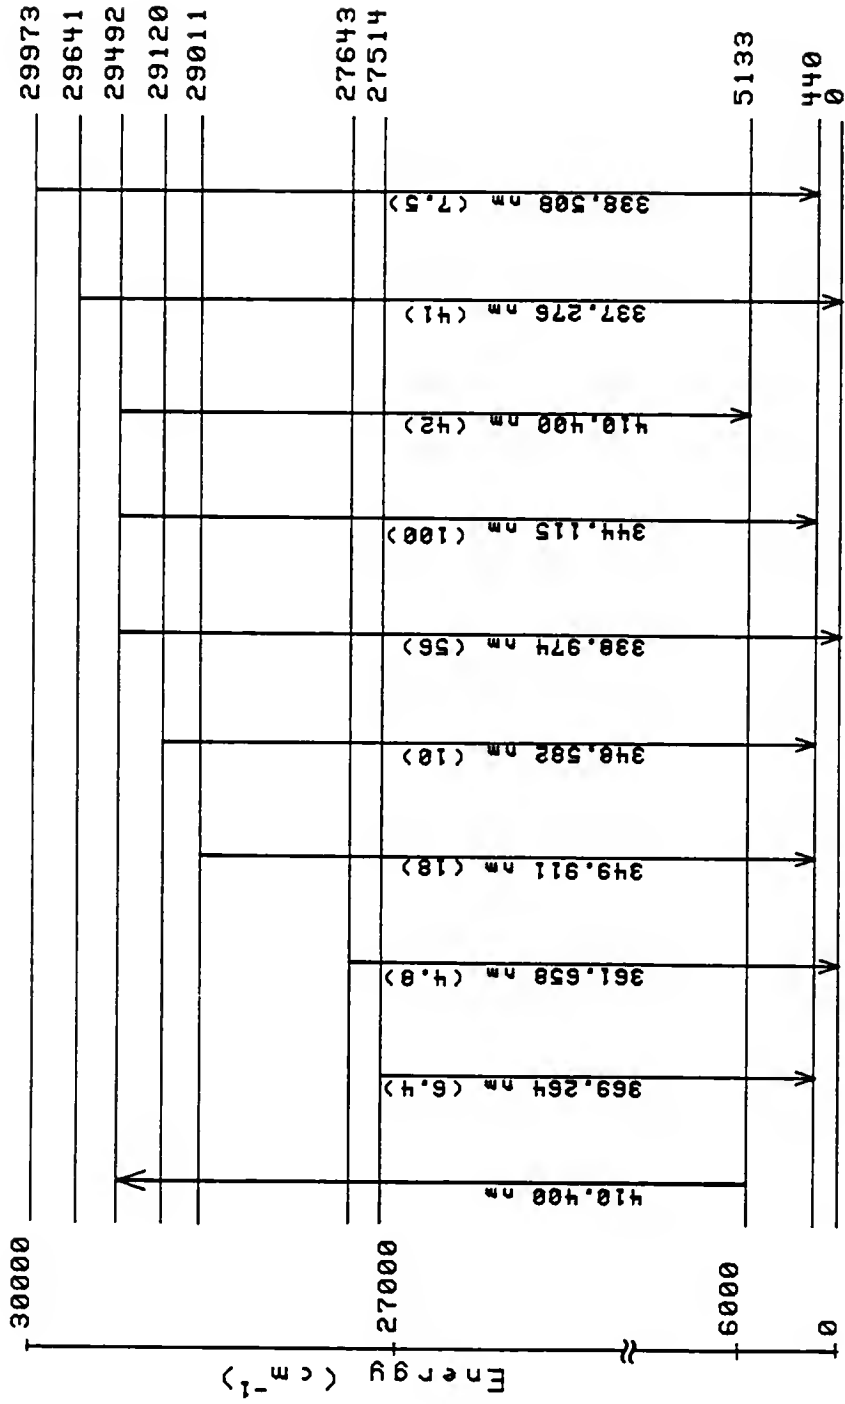 30000
27000
6000
0
Energy (cm⁻¹)
29973
29641
29492
29120
29011
27643
27514
5133
440
0
410.400 nm
369.264 nm (6.4)
361.658 nm (4.8)
349.911 nm (18)
348.582 nm (10)
338.974 nm (56)
344.115 nm (100)
410.400 nm (42)
337.276 nm (41)
338.508 nm (7.5)